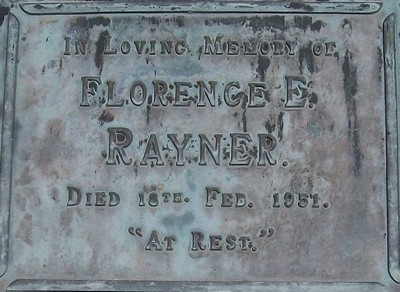 In Loving Memory of
Florence E.
Rayner.
Died 18th. Feb. 1951.
"At Rest."